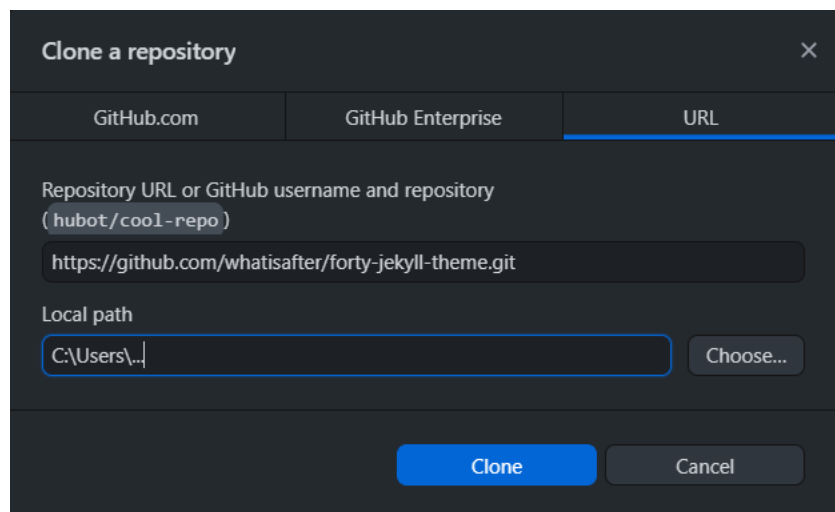 Clone a repository
GitHub.com
GitHub Enterprise
URL
Repository URL or GitHub username and repository
(hubot/cool-repo)
https://github.com/whatisafter/forty-jekyll-theme.git
Local path
C:\Users\...
Choose...
Clone
Cancel